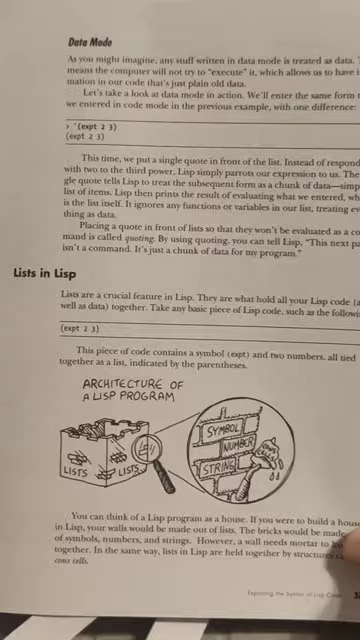 Data Mode
As you might imagine, any stuff written in data mode is treated as data.
means the computer will not try to "execute" it, which allows us to have i
mation in our code that's just plain old data.
Let's take a look at data mode in action. We'll enter the same form
we entered in code mode in the previous example, with one difference:
> '(expt 2 3)
(expt 2 3)
This time, we put a single quote in front of the list. Instead of respond
with two to the third power, Lisp simply parrots our expression to us. The
gle quote tells Lisp to treat the subsequent form as a chunk of data—simp
list of items. Lisp then prints the result of evaluating what we entered, wh
is the list itself. It ignores any functions or variables in our list, treating ev
thing as data.
Placing a quote in front of lists so that they won't be evaluated as a co
mand is called quoting. By using quoting, you can tell Lisp, "This next pa
isn't a command. It's just a chunk of data for my program."
Lists in Lisp
Lists are a crucial feature in Lisp. They are what hold all your Lisp code (a
well as data) together. Take any basic piece of Lisp code, such as the followin
(expt 2 3)
This piece of code contains a symbol (expt) and two numbers, all tied
together as a list, indicated by the parentheses.
ARCHITECTURE OF
A LISP PROGRAM
SYMBOL
NUMBER
CONS
CELLS
STRING
LISTS
LISTS
You can think of a Lisp program as a house. If you were to build a house
in Lisp, your walls would be made out of lists. The bricks would be made
of symbols, numbers, and strings. However, a wall needs mortar to
together. In the same way, lists in Lisp are held together by structures
cons cells.
Exploring the Syntax of Lisp Code